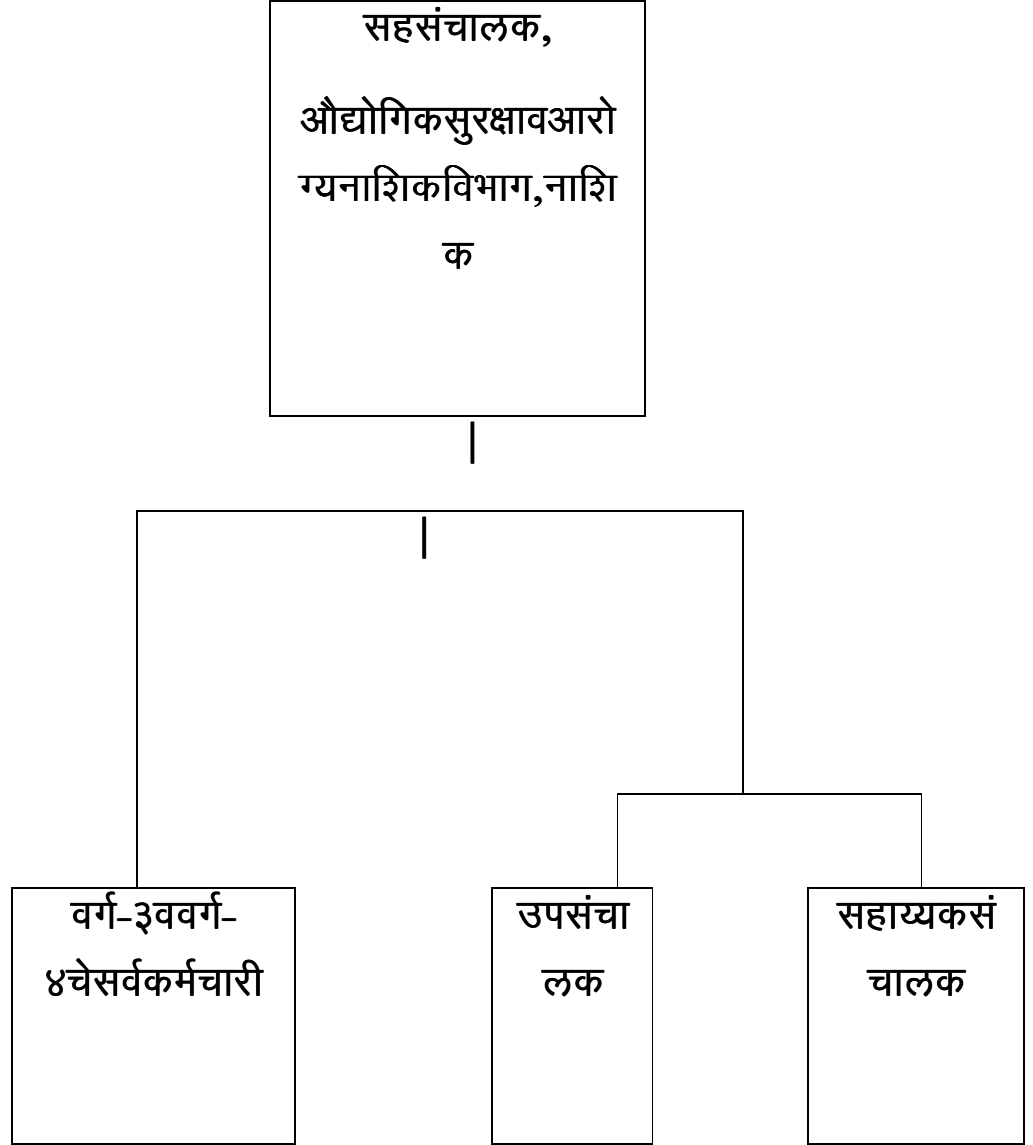 सहसंचालक,
औद्योगिकसुरक्षावआरो
ग्यनाशिकविभाग,नाशि
क
वर्ग-३ववर्ग-
४चेसर्वकर्मचारी
उपसंचा
लक
सहाय्यकसं
चालक